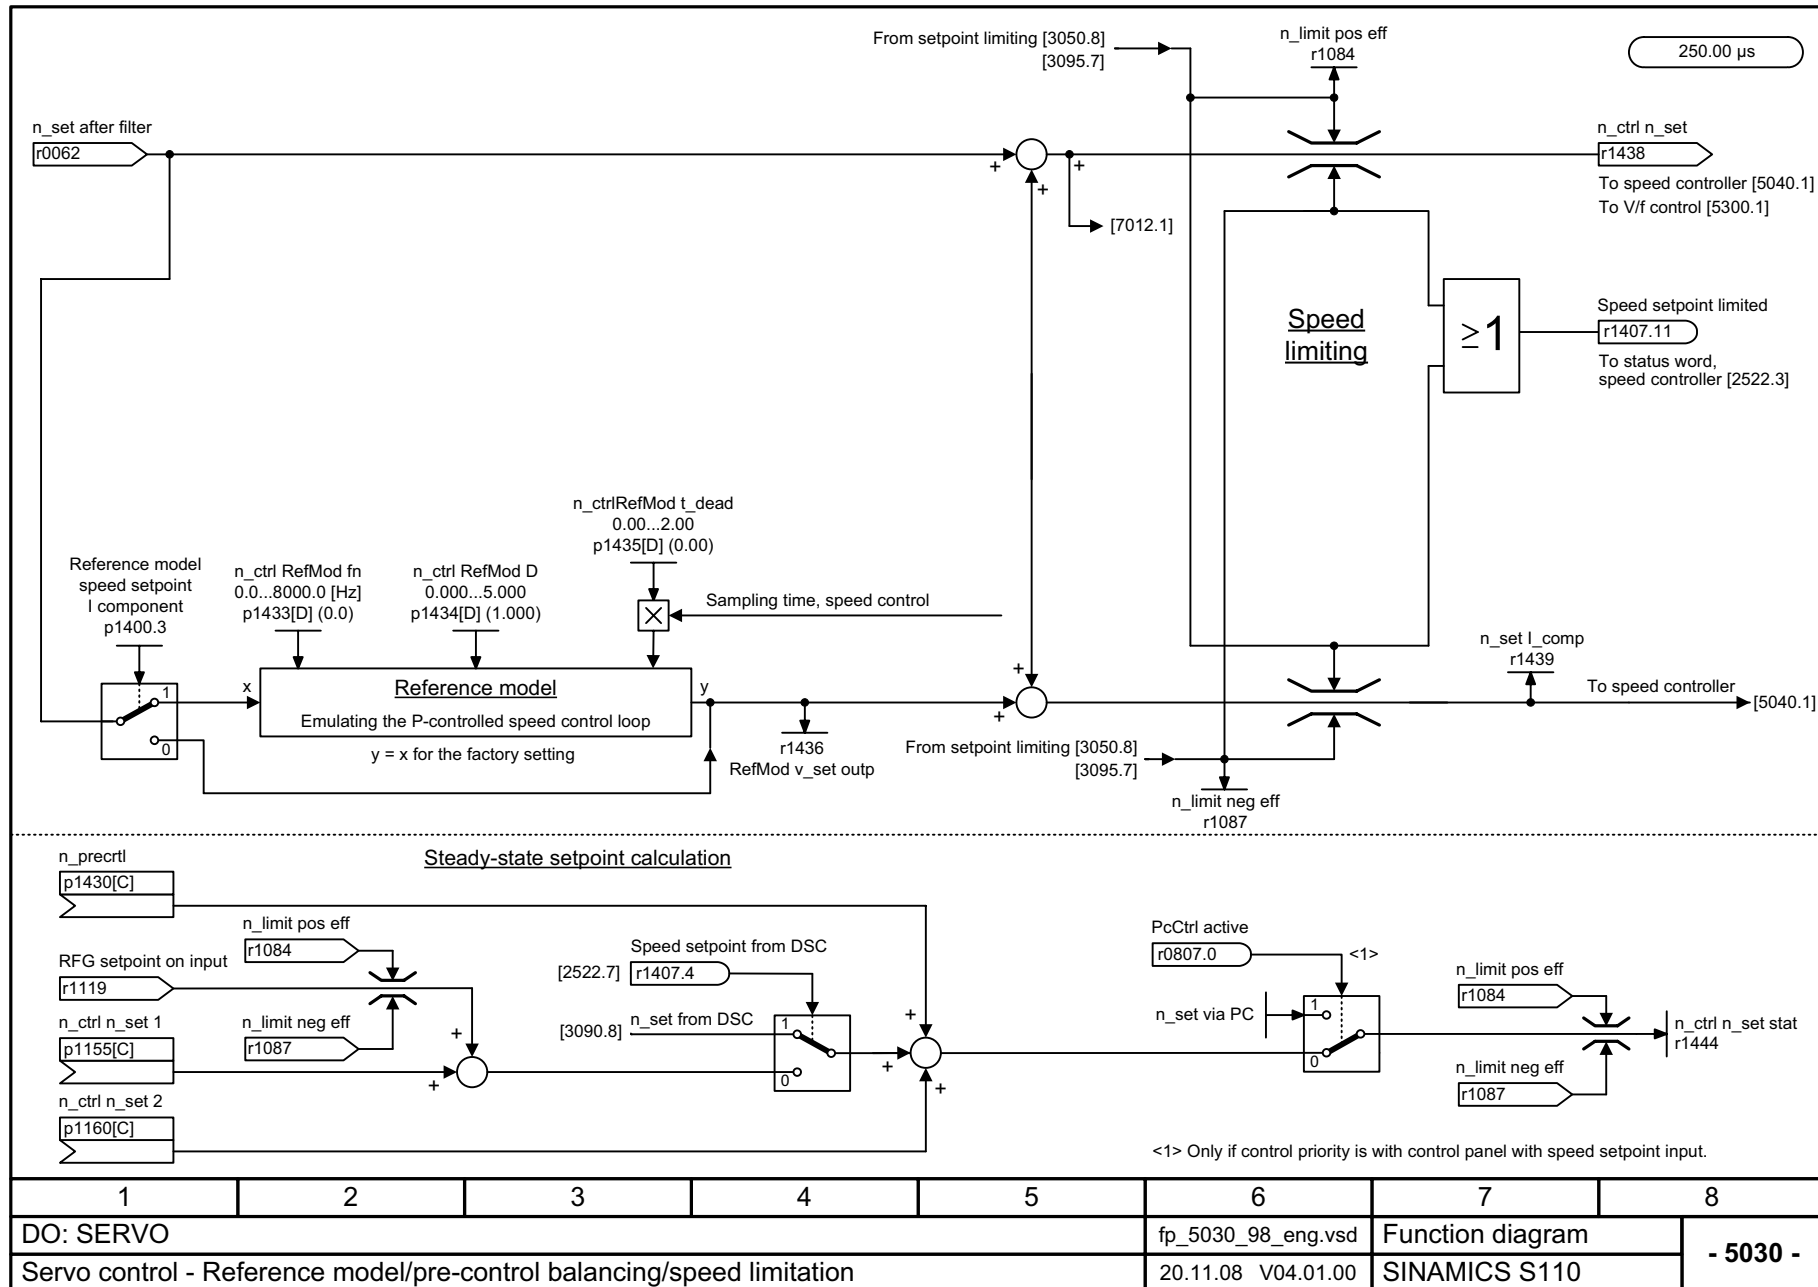 From setpoint limiting [3050.8]
[3095.7]
n_limit pos eff
r1084
250.00 µs
n_set after filter
r0062
+
+
+
n_ctrl n_set
r1438
To speed controller [5040.1]
To V/f control [5300.1]
[7012.1]
Speed
limiting
≥1
Speed setpoint limited
r1407.11
To status word,
speed controller [2522.3]
n_ctrlRefMod t_dead
0.00...2.00
p1435[D] (0.00)
Reference model
speed setpoint
I component
p1400.3
n_ctrl RefMod fn
0.0...8000.0 [Hz]
p1433[D] (0.0)
n_ctrl RefMod D
0.000...5.000
p1434[D] (1.000)
Sampling time, speed control
1
0
x
Reference model
Emulating the P-controlled speed control loop
y
y = x for the factory setting
r1436
RefMod v_set outp
+
+
n_set I_comp
r1439
To speed controller
[5040.1]
From setpoint limiting [3050.8]
[3095.7]
n_limit neg eff
r1087
Steady-state setpoint calculation
n_precrtl
p1430[C]
n_limit pos eff
r1084
RFG setpoint on input
r1119
n_ctrl n_set 1
p1155[C]
n_limit neg eff
r1087
+
+
n_ctrl n_set 2
p1160[C]
Speed setpoint from DSC
[2522.7]
r1407.4
[3090.8]
n_set from DSC
1
0
+
+
+
PcCtrl active
r0807.0
<1>
n_set via PC
1
0
n_limit pos eff
r1084
n_ctrl n_set stat
r1444
n_limit neg eff
r1087
<1> Only if control priority is with control panel with speed setpoint input.
1 2 3 4 5 6 7 8
DO: SERVO
fp_5030_98_eng.vsd
Function diagram
- 5030 -
Servo control - Reference model/pre-control balancing/speed limitation
20.11.08 V04.01.00
SINAMICS S110